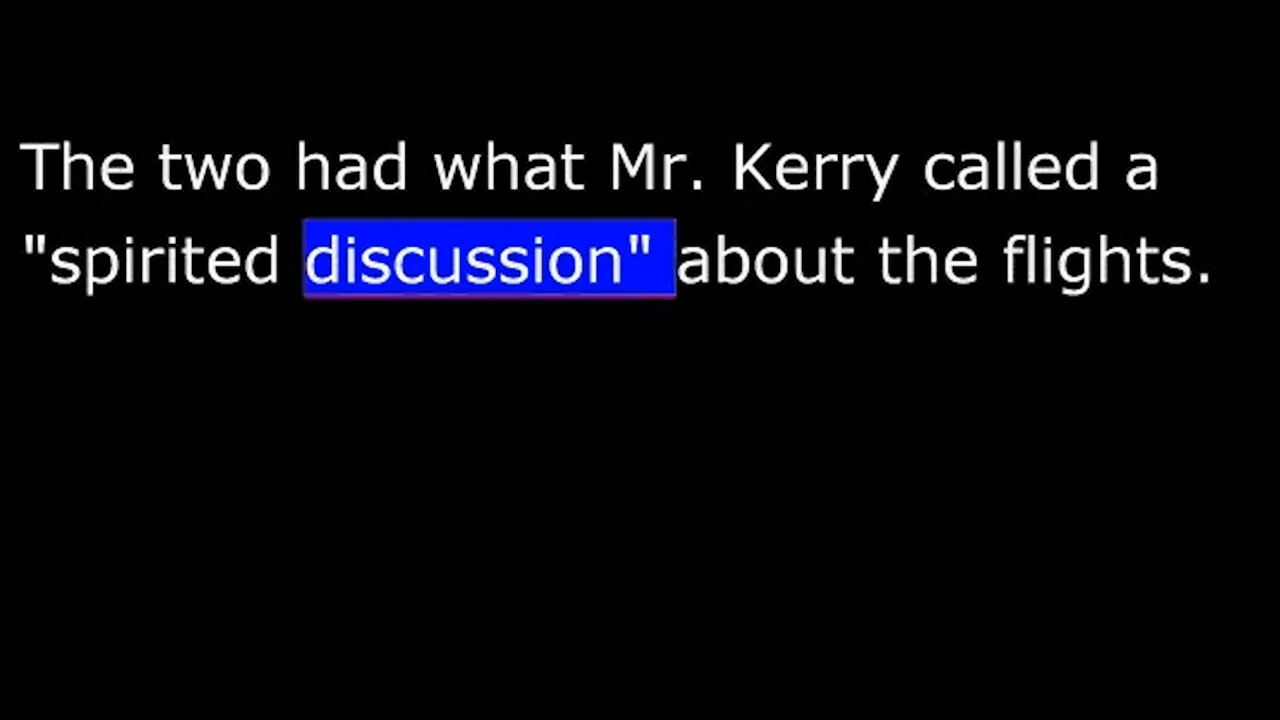 The two had what Mr. Kerry called a
"spirited discussion" about the flights.